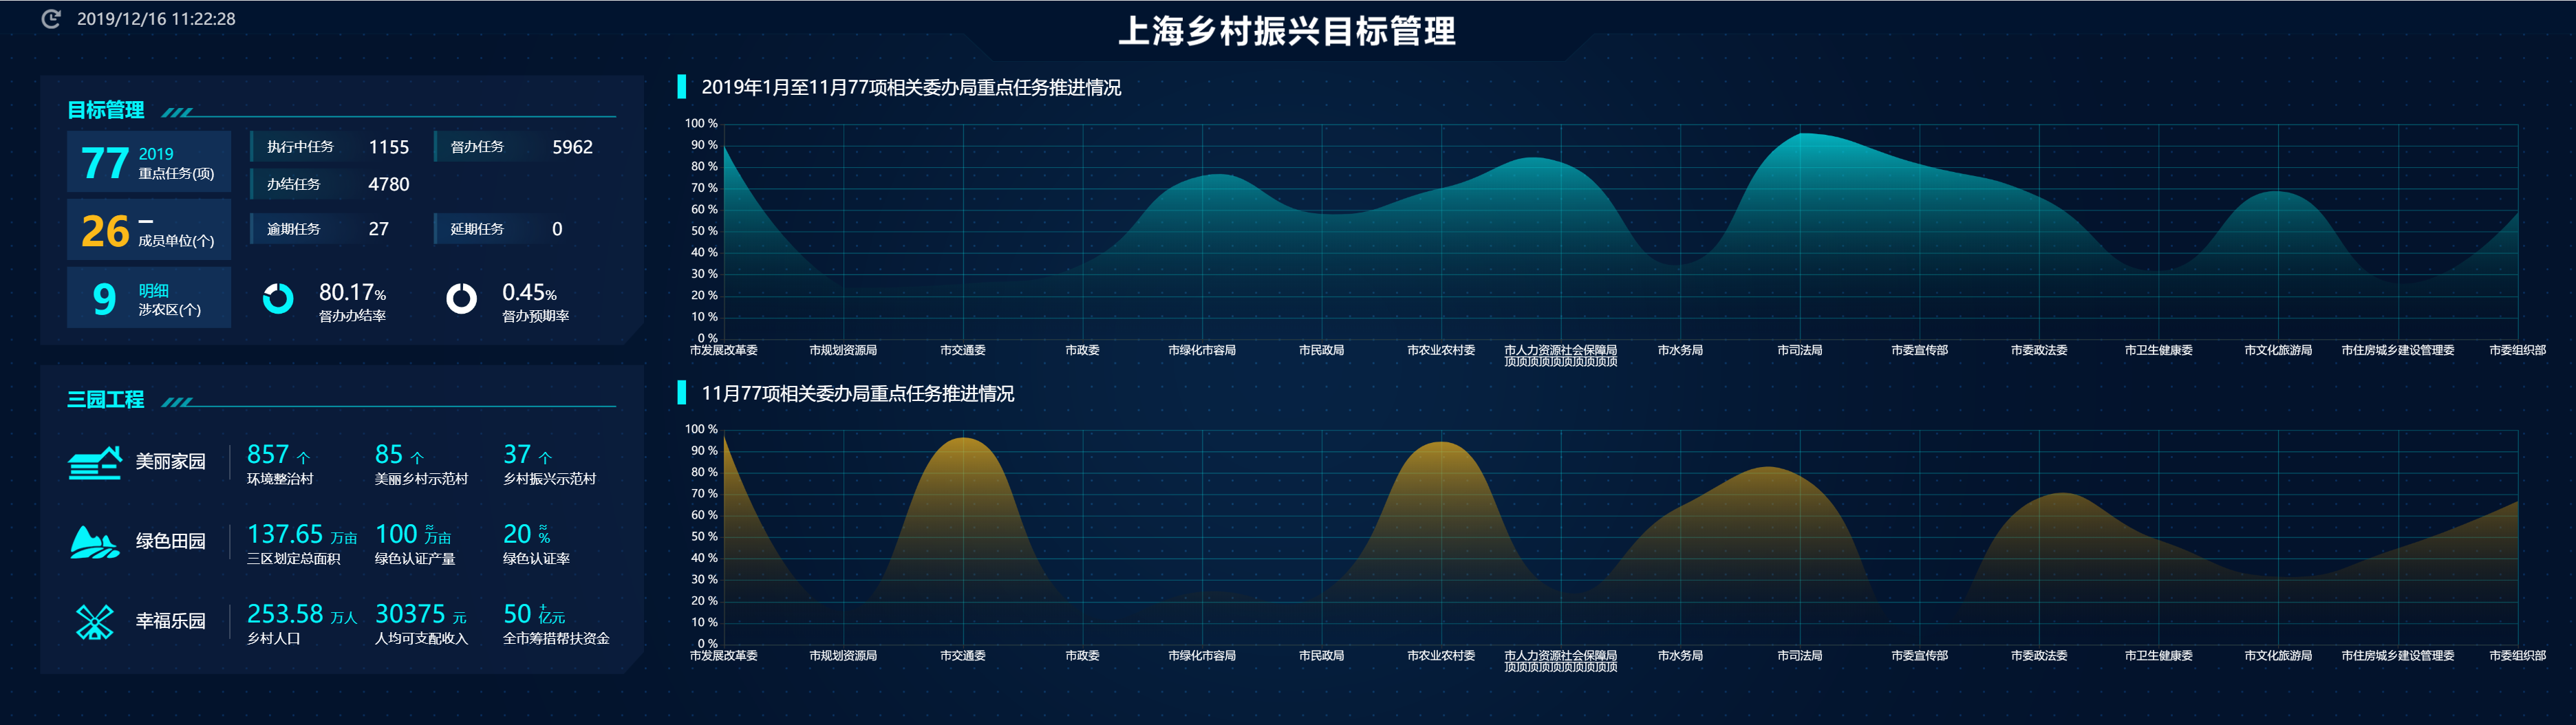 2019/12/16 11:22:28
上海乡村振兴目标管理
目标管理
77 2019
重点任务(项)
执行中任务 1155 督办任务 5962
办结任务 4780
26 –
成员单位(个)
逾期任务 27 延期任务 0
9 明细
涉农区(个)
80.17%
督办办结率
0.45%
督办预期率
三园工程
美丽家园
857 个
环境整治村
85 个
美丽乡村示范村
37 个
乡村振兴示范村
绿色田园
137.65 万亩
三区划定总面积
100 ≈万亩
绿色认证产量
20 ≈%
绿色认证率
幸福乐园
253.58 万人
乡村人口
30375 元
人均可支配收入
50 +亿元
全市筹措帮扶资金
2019年1月至11月77项相关委办局重点任务推进情况
100 %
90 %
80 %
70 %
60 %
50 %
40 %
30 %
20 %
10 %
0 %
市发展改革委 市规划资源局 市交通委 市政委 市绿化市容局 市民政局 市农业农村委 市人力资源社会保障局 市水务局 市司法局 市委宣传部 市委政法委 市卫生健康委 市文化旅游局 市住房城乡建设管理委 市委组织部
顶顶顶顶顶顶顶顶顶顶
11月77项相关委办局重点任务推进情况
100 %
90 %
80 %
70 %
60 %
50 %
40 %
30 %
20 %
10 %
0 %
市发展改革委 市规划资源局 市交通委 市政委 市绿化市容局 市民政局 市农业农村委 市人力资源社会保障局 市水务局 市司法局 市委宣传部 市委政法委 市卫生健康委 市文化旅游局 市住房城乡建设管理委 市委组织部
顶顶顶顶顶顶顶顶顶顶